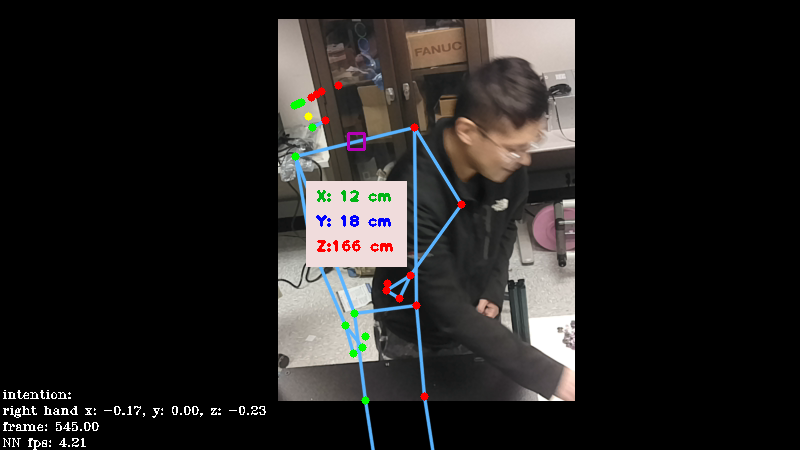 FANUC
X: 12 cm
Y: 18 cm
Z:166 cm
intention:
right hand x: −0.17, y: 0.00, z: −0.23
frame: 545.00
NN fps: 4.21